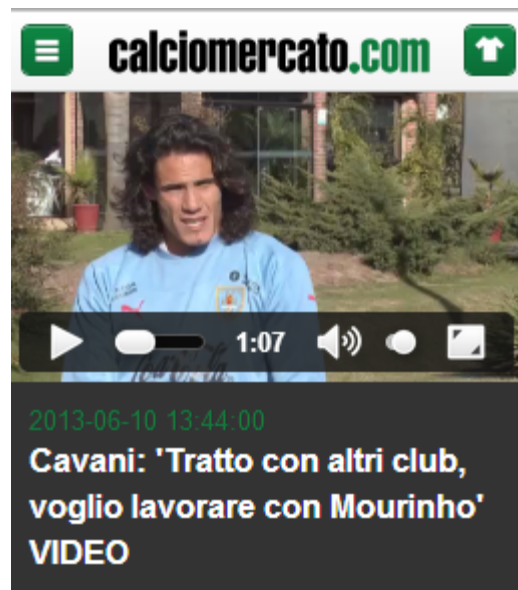 calciomercato.com
1:07
2013-06-10 13:44:00
Cavani: 'Tratto con altri club,
voglio lavorare con Mourinho'
VIDEO